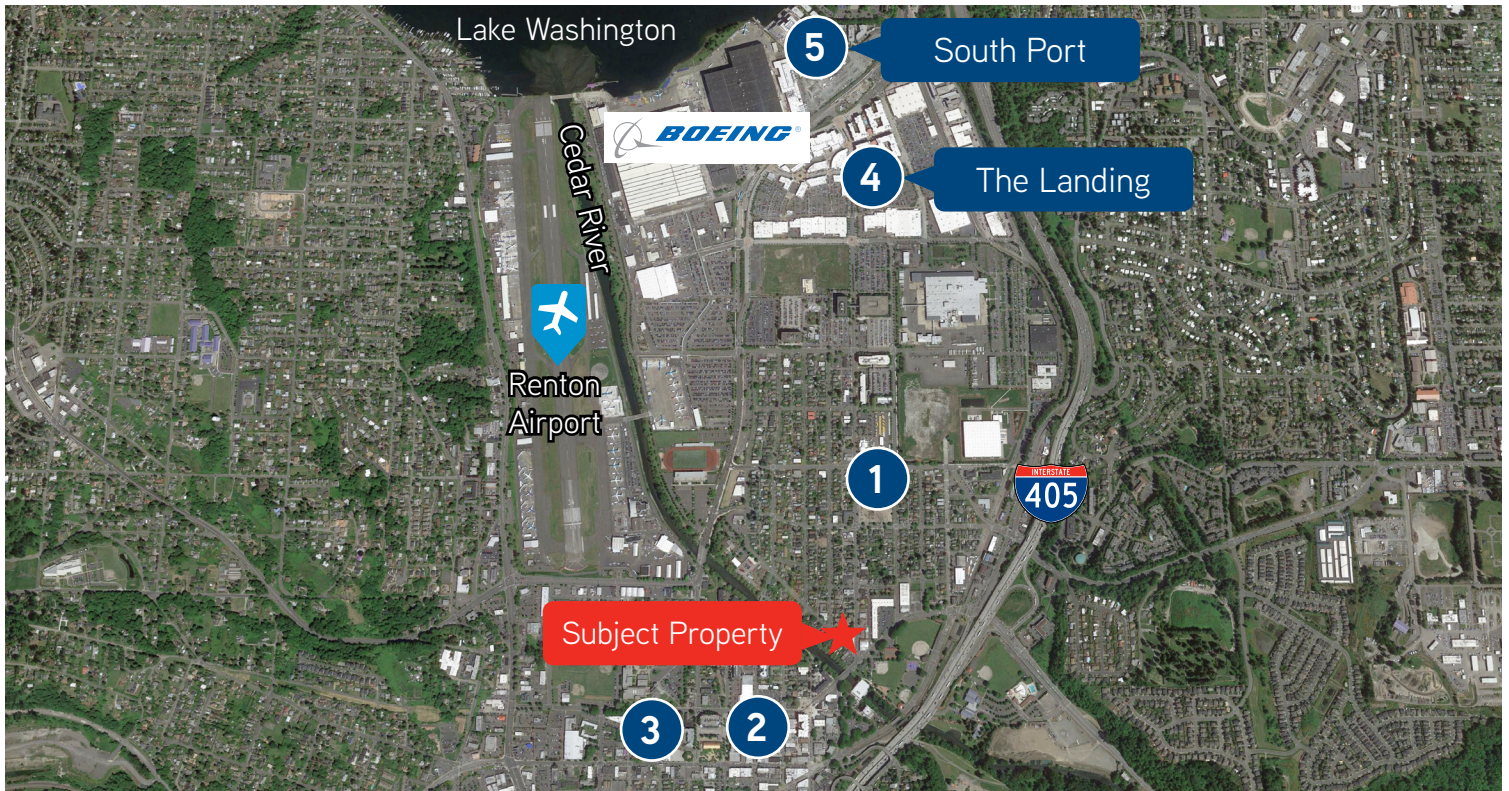 Lake Washington
5
South Port
Cedar River
BOEING®
4
The Landing
Renton
Airport
1
INTERSTATE
405
Subject Property
3
2